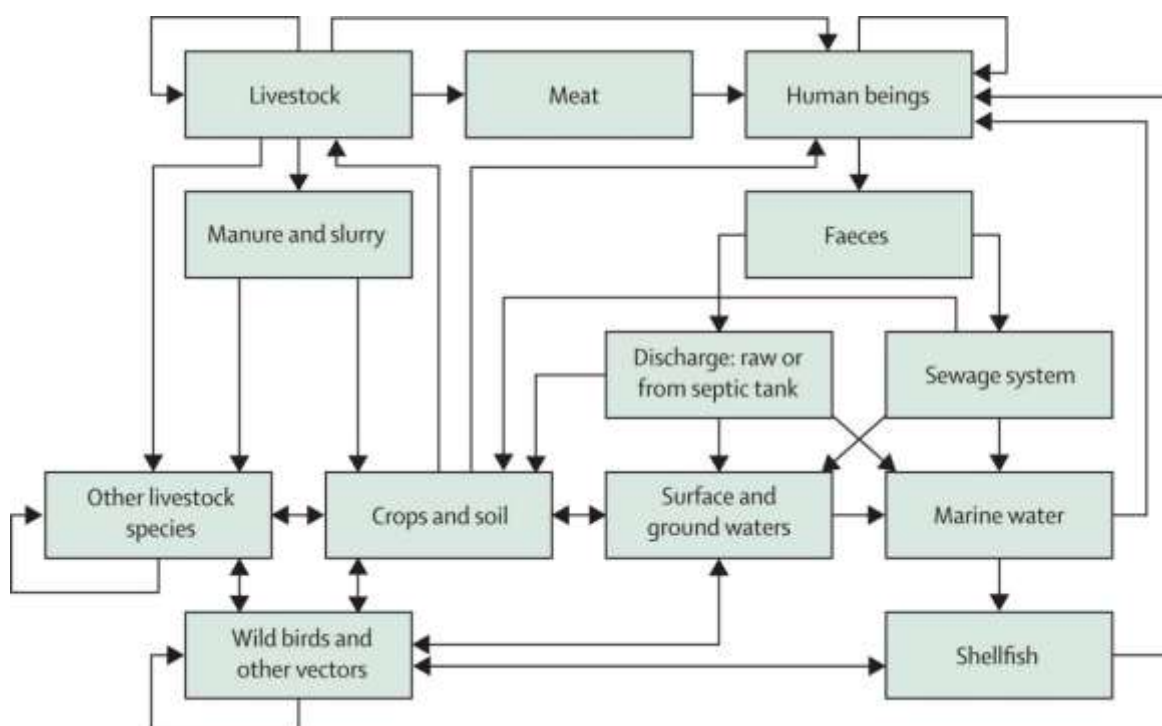 Livestock
Meat
Human beings
Manure and slurry
Faeces
Discharge: raw or
from septic tank
Sewage system
Other livestock
species
Crops and soil
Surface and
ground waters
Marine water
Wild birds and
other vectors
Shellfish